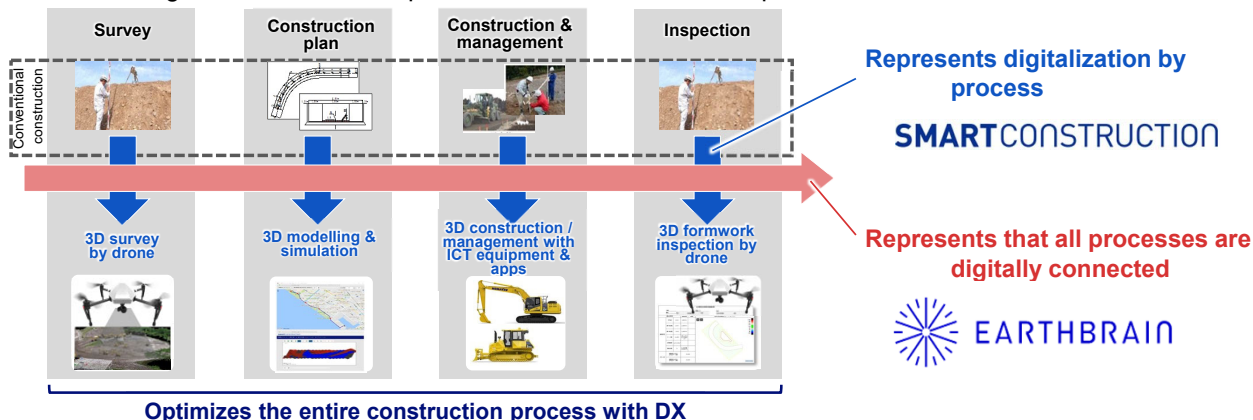 Survey
Construction
plan
Construction &
management
Inspection
Conventional
construction
3D survey
by drone
3D modelling &
simulation
3D construction /
management with
ICT equipment &
apps
3D formwork
inspection by
drone
Optimizes the entire construction process with DX
Represents digitalization by
process
SMARTCONSTRUCTION
Represents that all processes are
digitally connected
EARTHBRAIN